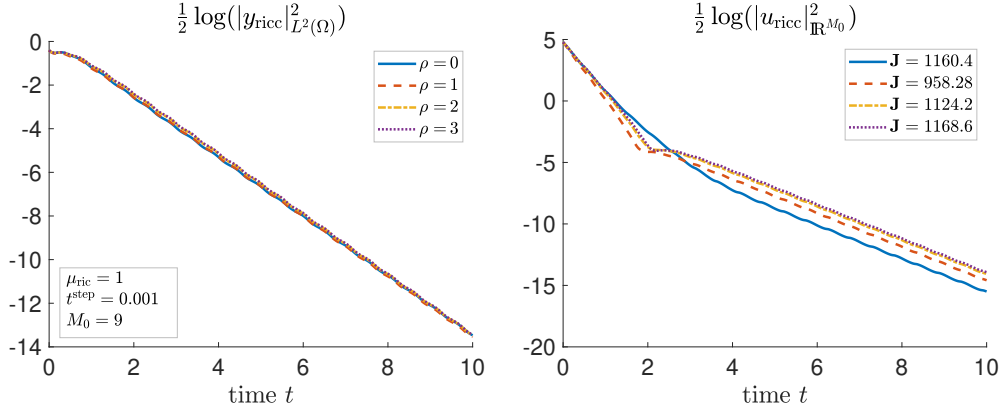 ½ log(|y_ricc|²_{L²(Ω)})
0
-2
-4
-6
-8
-10
-12
-14
ρ = 0
ρ = 1
ρ = 2
ρ = 3
μ_ric = 1
t^step = 0.001
M₀ = 9
0 2 4 6 8 10
time t
½ log(|u_ricc|²_{ℝ^{M₀}})
5
0
-5
-10
-15
-20
J = 1160.4
J = 958.28
J = 1124.2
J = 1168.6
0 2 4 6 8 10
time t